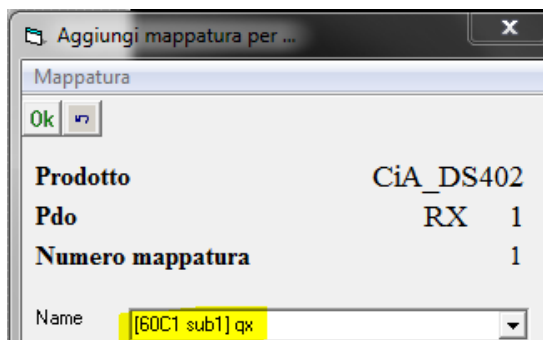 Aggiungi mappatura per ...
Mappatura
Ok
Prodotto CiA_DS402
Pdo RX 1
Numero mappatura 1
Name [60C1 sub1] qx